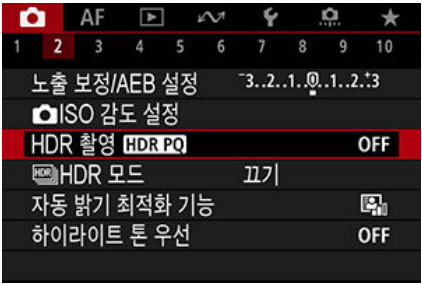 AF
1 2 3 4 5 6 7 8 9 10
노출 보정/AEB 설정 -3..2..1..0..1..2..+3
ISO 감도 설정
HDR 촬영 HDR PQ OFF
HDR HDR 모드 끄기
자동 밝기 최적화 기능
하이라이트 톤 우선 OFF